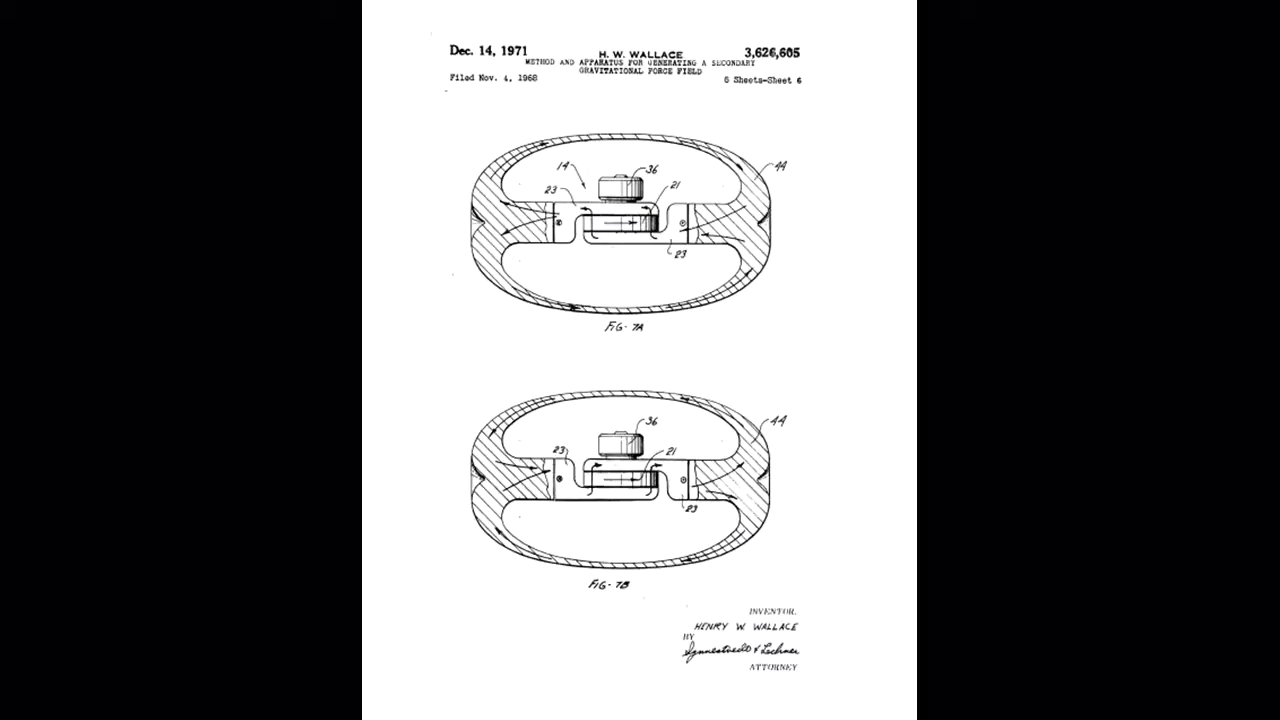 Dec. 14, 1971 H. W. WALLACE 3,626,605
METHOD AND APPARATUS FOR GENERATING A SECONDARY
GRAVITATIONAL FORCE FIELD
Filed Nov. 4, 1968 6 Sheets-Sheet 6
14
36
44
23
21
23
FIG- 7A
36
44
23
21
23
FIG- 7B
INVENTOR.
HENRY W. WALLACE
BY
Synnestvedt & Lechner
ATTORNEY